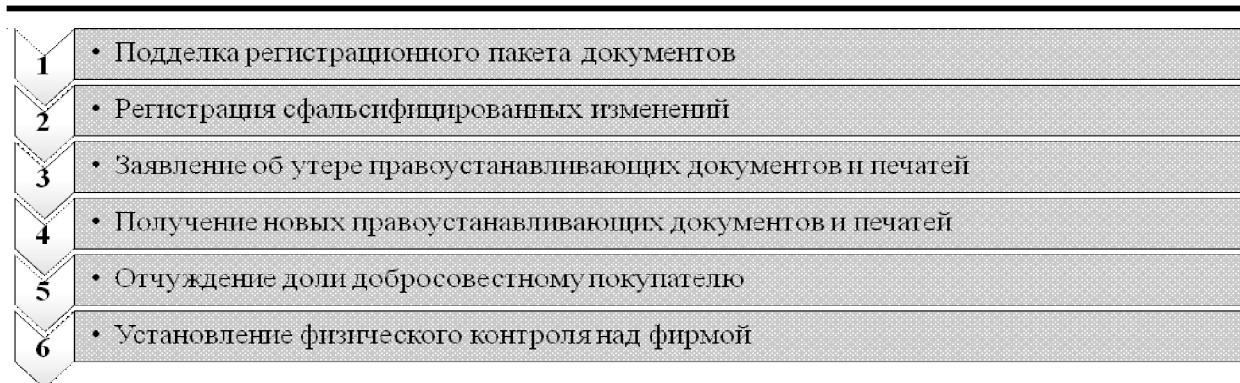 1 • Подделка регистрационного пакета документов
2 • Регистрация сфальсифицированных изменений
3 • Заявление об утере правоустанавливающих документов и печатей
4 • Получение новых правоустанавливающих документов и печатей
5 • Отчуждение доли добросовестному покупателю
6 • Установление физического контроля над фирмой